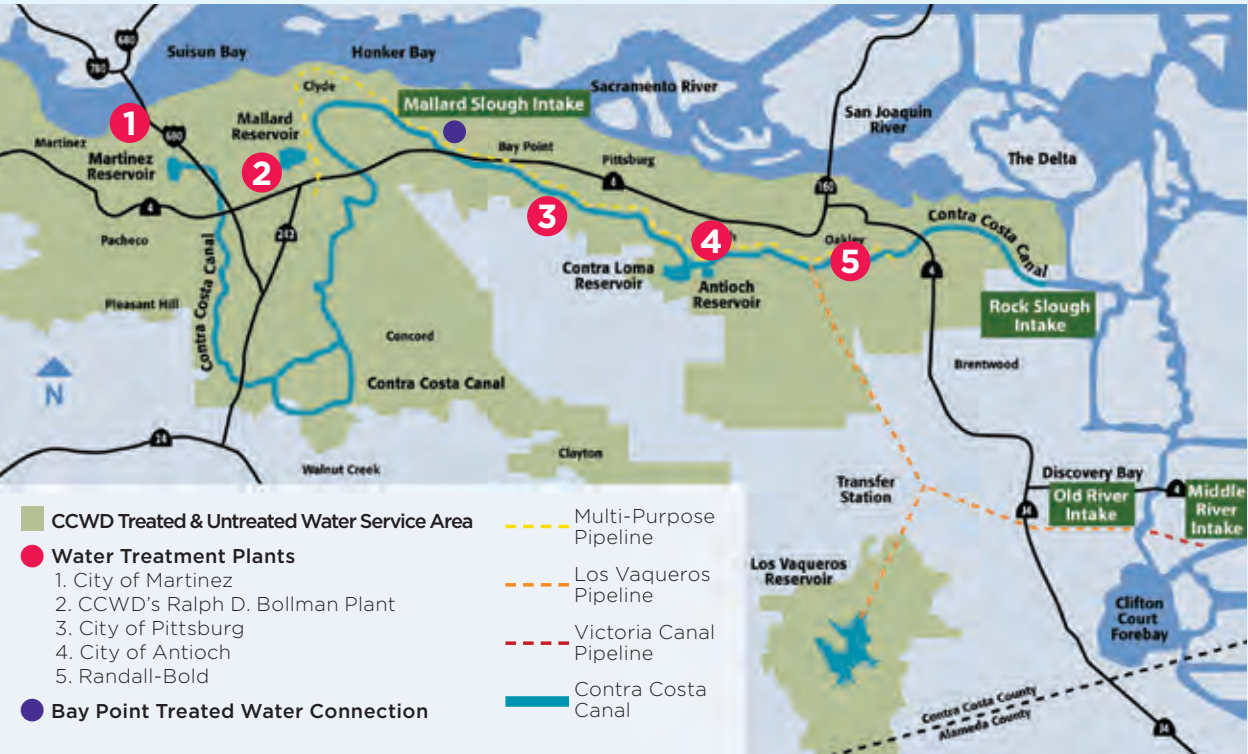 680
780
Suisun Bay
Honker Bay
Clyde
Mallard Slough Intake
Sacramento River
San Joaquin
River
The Delta
1
680
Martinez
Martinez
Reservoir
Mallard
Reservoir
2
Bay Point
Pittsburg
4
160
4
Pacheco
242
3
4
Oakley
5
Contra Costa Canal
4
Contra Loma
Reservoir
Antioch
Reservoir
Rock Slough
Intake
Pleasant Hill
Contra Costa Canal
Concord
Contra Costa Canal
Brentwood
N
24
Walnut Creek
Clayton
Transfer
Station
Discovery Bay
4
Old River
Intake
Middle
River
Intake
Los Vaqueros
Reservoir
Clifton
Court
Forebay
Contra Costa County
Alameda County
CCWD Treated & Untreated Water Service Area
Water Treatment Plants
1. City of Martinez
2. CCWD's Ralph D. Bollman Plant
3. City of Pittsburg
4. City of Antioch
5. Randall-Bold
Bay Point Treated Water Connection
Multi-Purpose
Pipeline
Los Vaqueros
Pipeline
Victoria Canal
Pipeline
Contra Costa
Canal